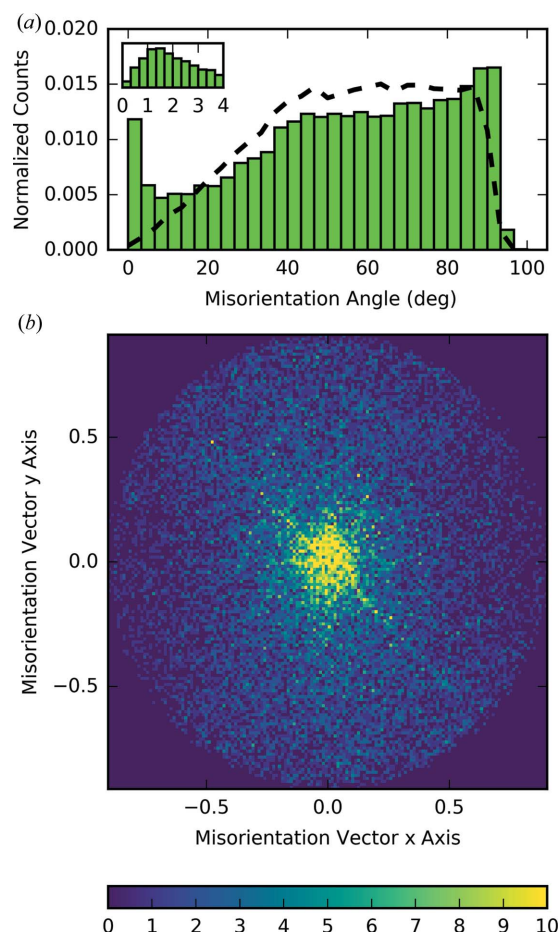 (a)
0.020
0.015
0.010
0.005
0.000
Normalized Counts
0 1 2 3 4
0 20 40 60 80 100
Misorientation Angle (deg)
(b)
0.5
0.0
−0.5
Misorientation Vector y Axis
−0.5 0.0 0.5
Misorientation Vector x Axis
0 1 2 3 4 5 6 7 8 9 10